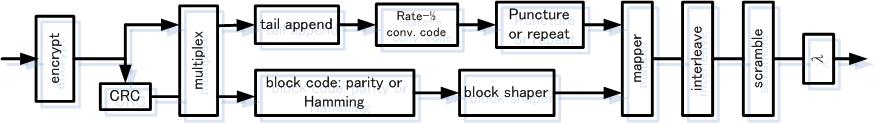 encrypt
CRC
multiplex
tail append
Rate-½
conv. code
Puncture
or repeat
block code: parity or
Hamming
block shaper
mapper
interleave
scramble
λ